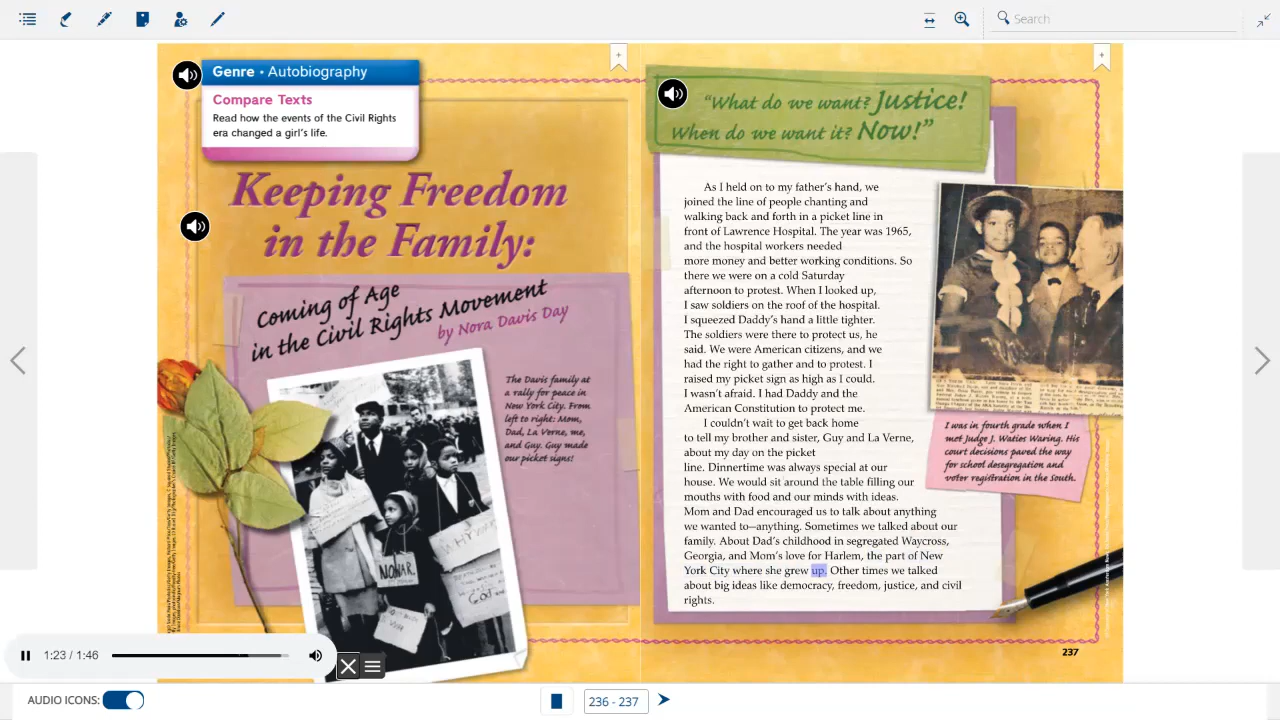 Search
Genre • Autobiography
Compare Texts
Read how the events of the Civil Rights
era changed a girl's life.
Keeping Freedom
in the Family:
Coming of Age
in the Civil Rights Movement
by Nora Davis Day
The Davis family at
a rally for peace in
New York City. From
left to right: Mom,
Dad, La Verne, me,
and Guy. Guy made
our picket signs!
NO WAR
"What do we want? Justice!
When do we want it? Now!"
As I held on to my father's hand, we
joined the line of people chanting and
walking back and forth in a picket line in
front of Lawrence Hospital. The year was 1965,
and the hospital workers needed
more money and better working conditions. So
there we were on a cold Saturday
afternoon to protest. When I looked up,
I saw soldiers on the roof of the hospital.
I squeezed Daddy's hand a little tighter.
The soldiers were there to protect us, he
said. We were American citizens, and we
had the right to gather and to protest. I
raised my picket sign as high as I could.
I wasn't afraid. I had Daddy and the
American Constitution to protect me.
I couldn't wait to get back home
to tell my brother and sister, Guy and La Verne,
about my day on the picket
line. Dinnertime was always special at our
house. We would sit around the table filling our
mouths with food and our minds with ideas.
Mom and Dad encouraged us to talk about anything
we wanted to—anything. Sometimes we talked about our
family. About Dad's childhood in segregated Waycross,
Georgia, and Mom's love for Harlem, the part of New
York City where she grew up. Other times we talked
about big ideas like democracy, freedom, justice, and civil
rights.
I was in fourth grade when I
met Judge J. Waties Waring. His
court decisions paved the way
for school desegregation and
voter registration in the South.
237
1:23 / 1:46
AUDIO ICONS:
236 - 237